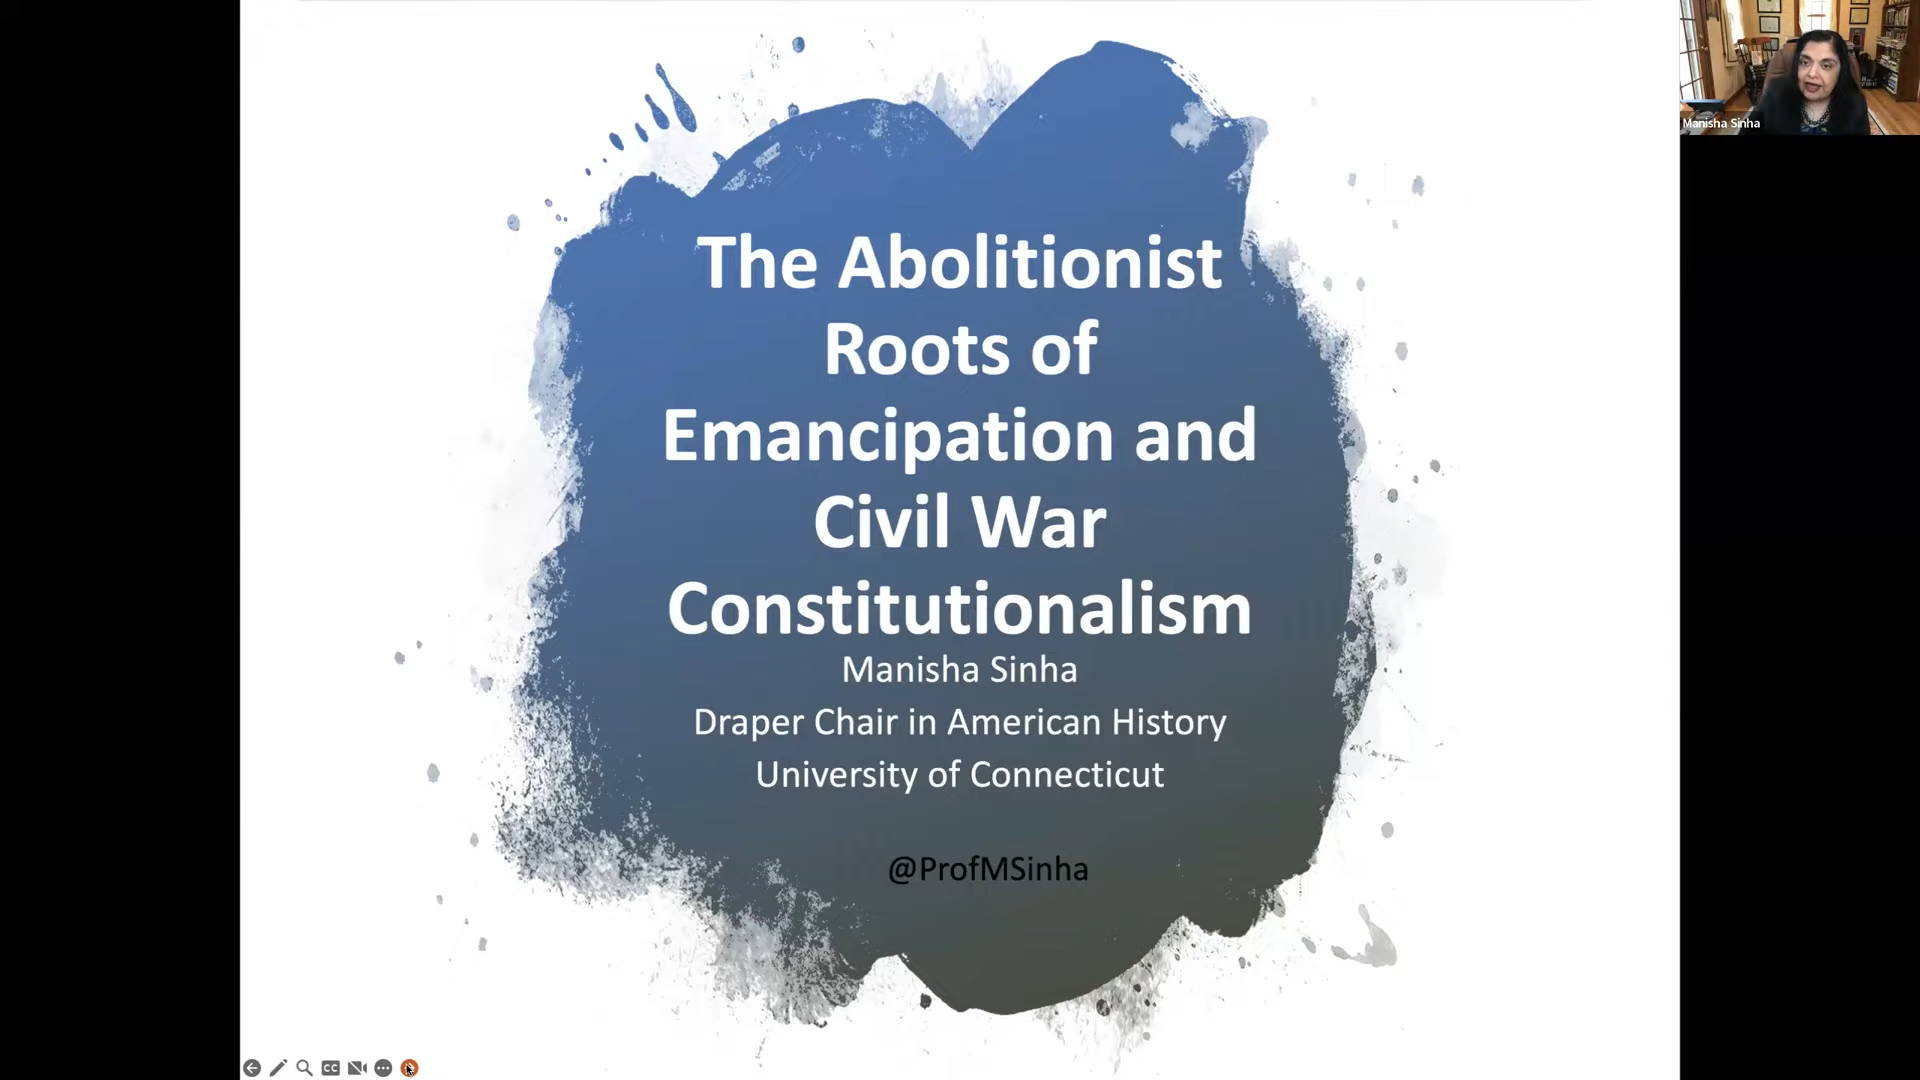 The Abolitionist
Roots of
Emancipation and
Civil War
Constitutionalism
Manisha Sinha
Draper Chair in American History
University of Connecticut
@ProfMSinha
Manisha Sinha
CC